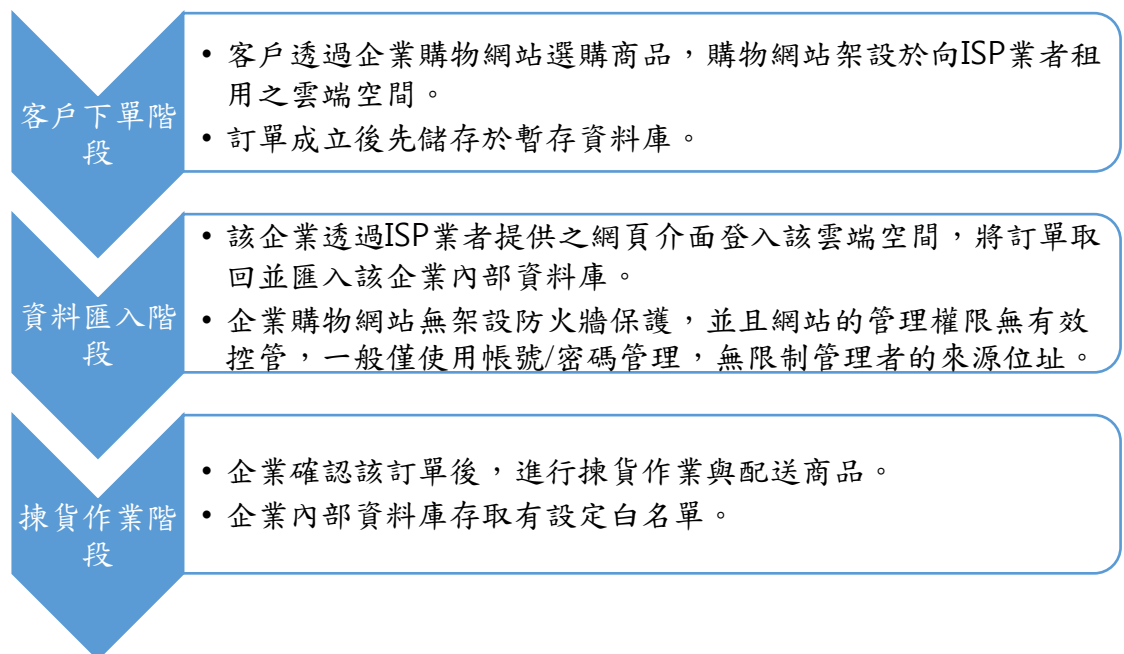 客戶下單階
段
• 客戶透過企業購物網站選購商品，購物網站架設於向ISP業者租
用之雲端空間。
• 訂單成立後先儲存於暫存資料庫。
資料匯入階
段
• 該企業透過ISP業者提供之網頁介面登入該雲端空間，將訂單取
回並匯入該企業內部資料庫。
• 企業購物網站無架設防火牆保護，並且網站的管理權限無有效
控管，一般僅使用帳號/密碼管理，無限制管理者的來源位址。
揀貨作業階
段
• 企業確認該訂單後，進行揀貨作業與配送商品。
• 企業內部資料庫存取有設定白名單。